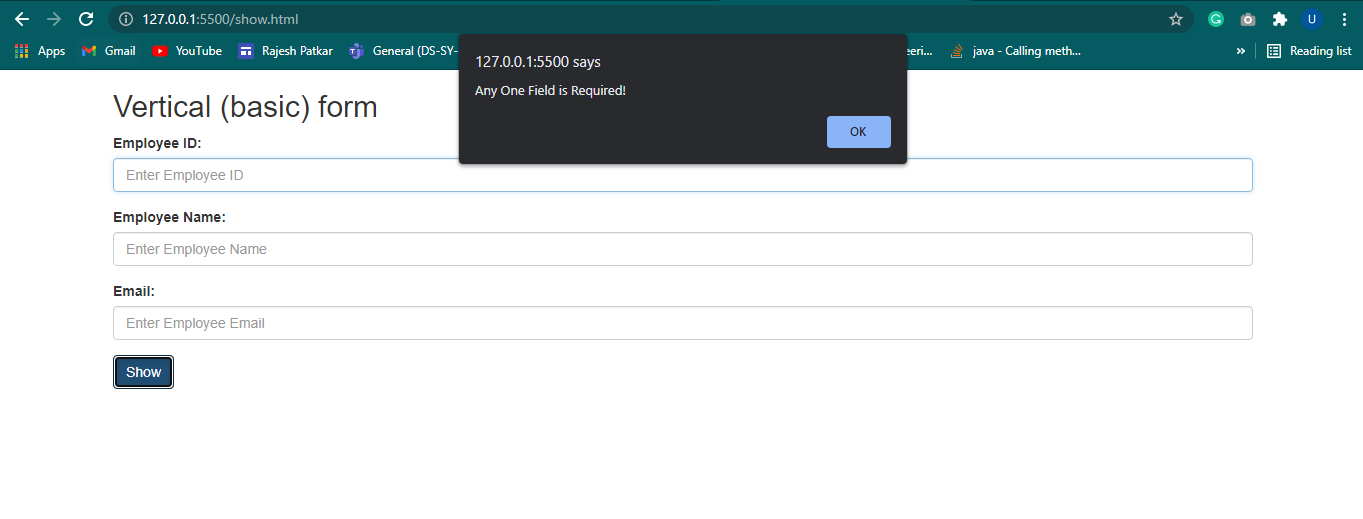 127.0.0.1:5500/show.html
G U
Apps Gmail YouTube Rajesh Patkar General (DS-SY- eeri... java - Calling meth... » Reading list
127.0.0.1:5500 says
Any One Field is Required!
OK
Vertical (basic) form
Employee ID:
Enter Employee ID
Employee Name:
Enter Employee Name
Email:
Enter Employee Email
Show